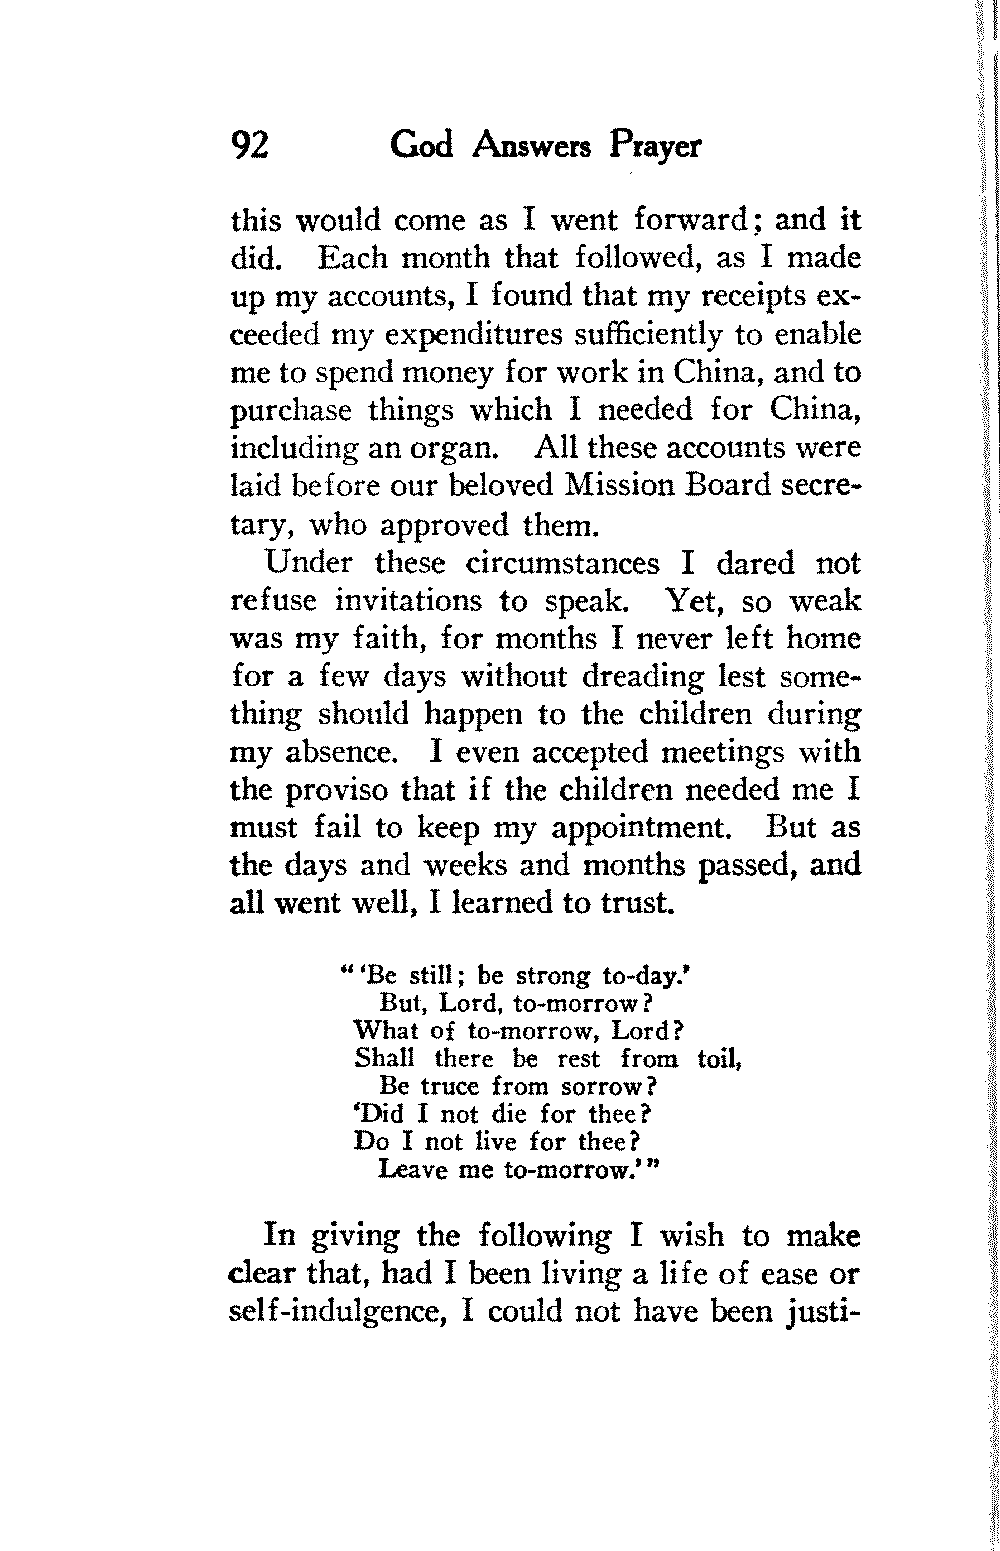 92 God Answers Prayer
this would come as I went forward; and it
did. Each month that followed, as I made
up my accounts, I found that my receipts ex-
ceeded my expenditures sufficiently to enable
me to spend money for work in China, and to
purchase things which I needed for China,
including an organ. All these accounts were
laid before our beloved Mission Board secre-
tary, who approved them.
Under these circumstances I dared not
refuse invitations to speak. Yet, so weak
was my faith, for months I never left home
for a few days without dreading lest some-
thing should happen to the children during
my absence. I even accepted meetings with
the proviso that if the children needed me I
must fail to keep my appointment. But as
the days and weeks and months passed, and
all went well, I learned to trust.
“ ‘Be still; be strong to-day.’
But, Lord, to-morrow?
What of to-morrow, Lord?
Shall there be rest from toil,
Be truce from sorrow?
‘Did I not die for thee?
Do I not live for thee?
Leave me to-morrow.’ ”
In giving the following I wish to make
clear that, had I been living a life of ease or
self-indulgence, I could not have been justi-